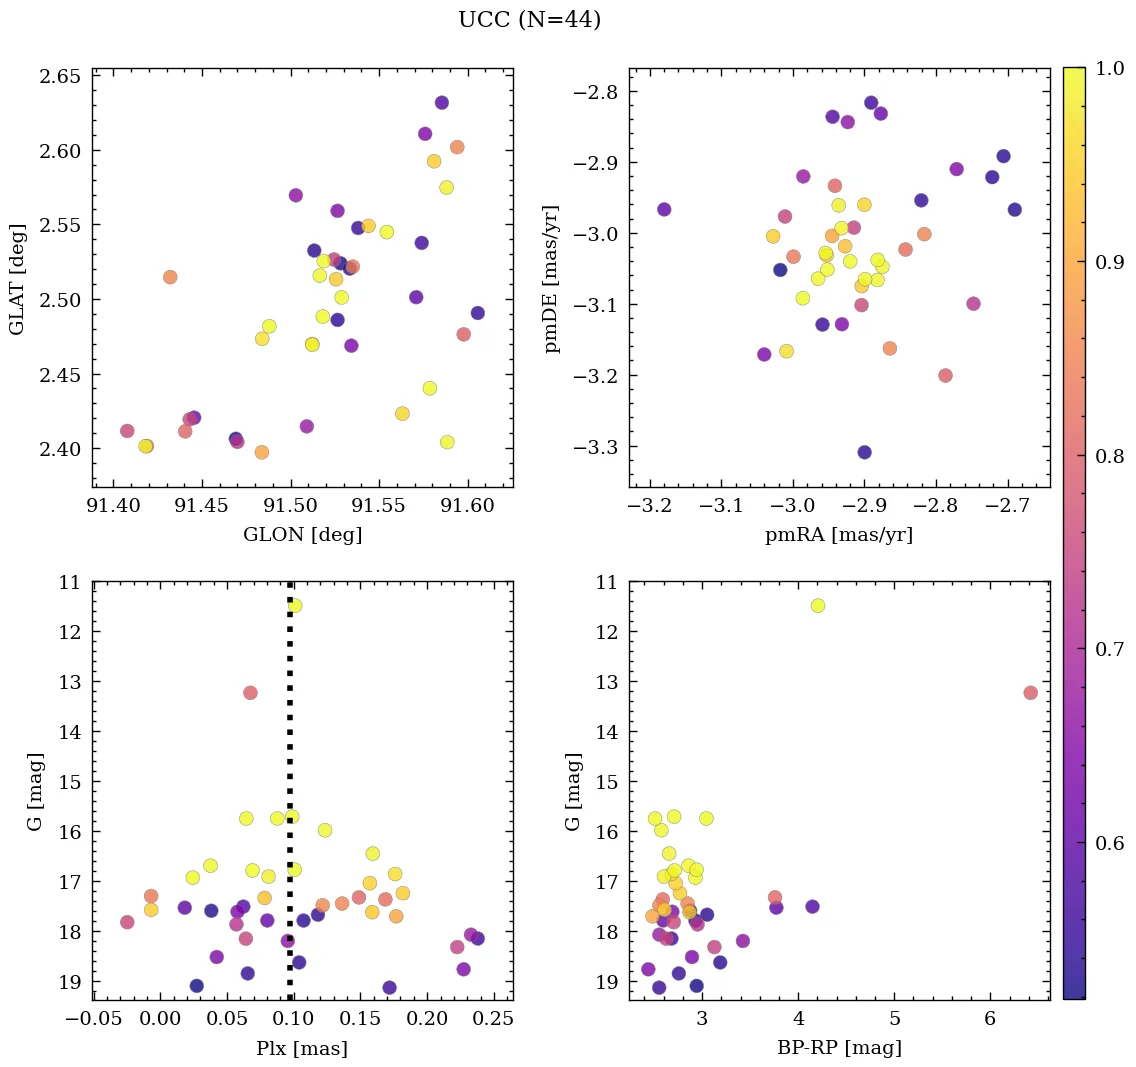 UCC (N=44)
2.65
2.60
2.55
2.50
2.45
2.40
GLAT [deg]
91.40 91.45 91.50 91.55 91.60
GLON [deg]
−2.8
−2.9
−3.0
−3.1
−3.2
−3.3
pmDE [mas/yr]
−3.2 −3.1 −3.0 −2.9 −2.8 −2.7
pmRA [mas/yr]
1.0
0.9
0.8
0.7
0.6
11
12
13
14
15
16
17
18
19
G [mag]
−0.05 0.00 0.05 0.10 0.15 0.20 0.25
Plx [mas]
11
12
13
14
15
16
17
18
19
G [mag]
3 4 5 6
BP-RP [mag]